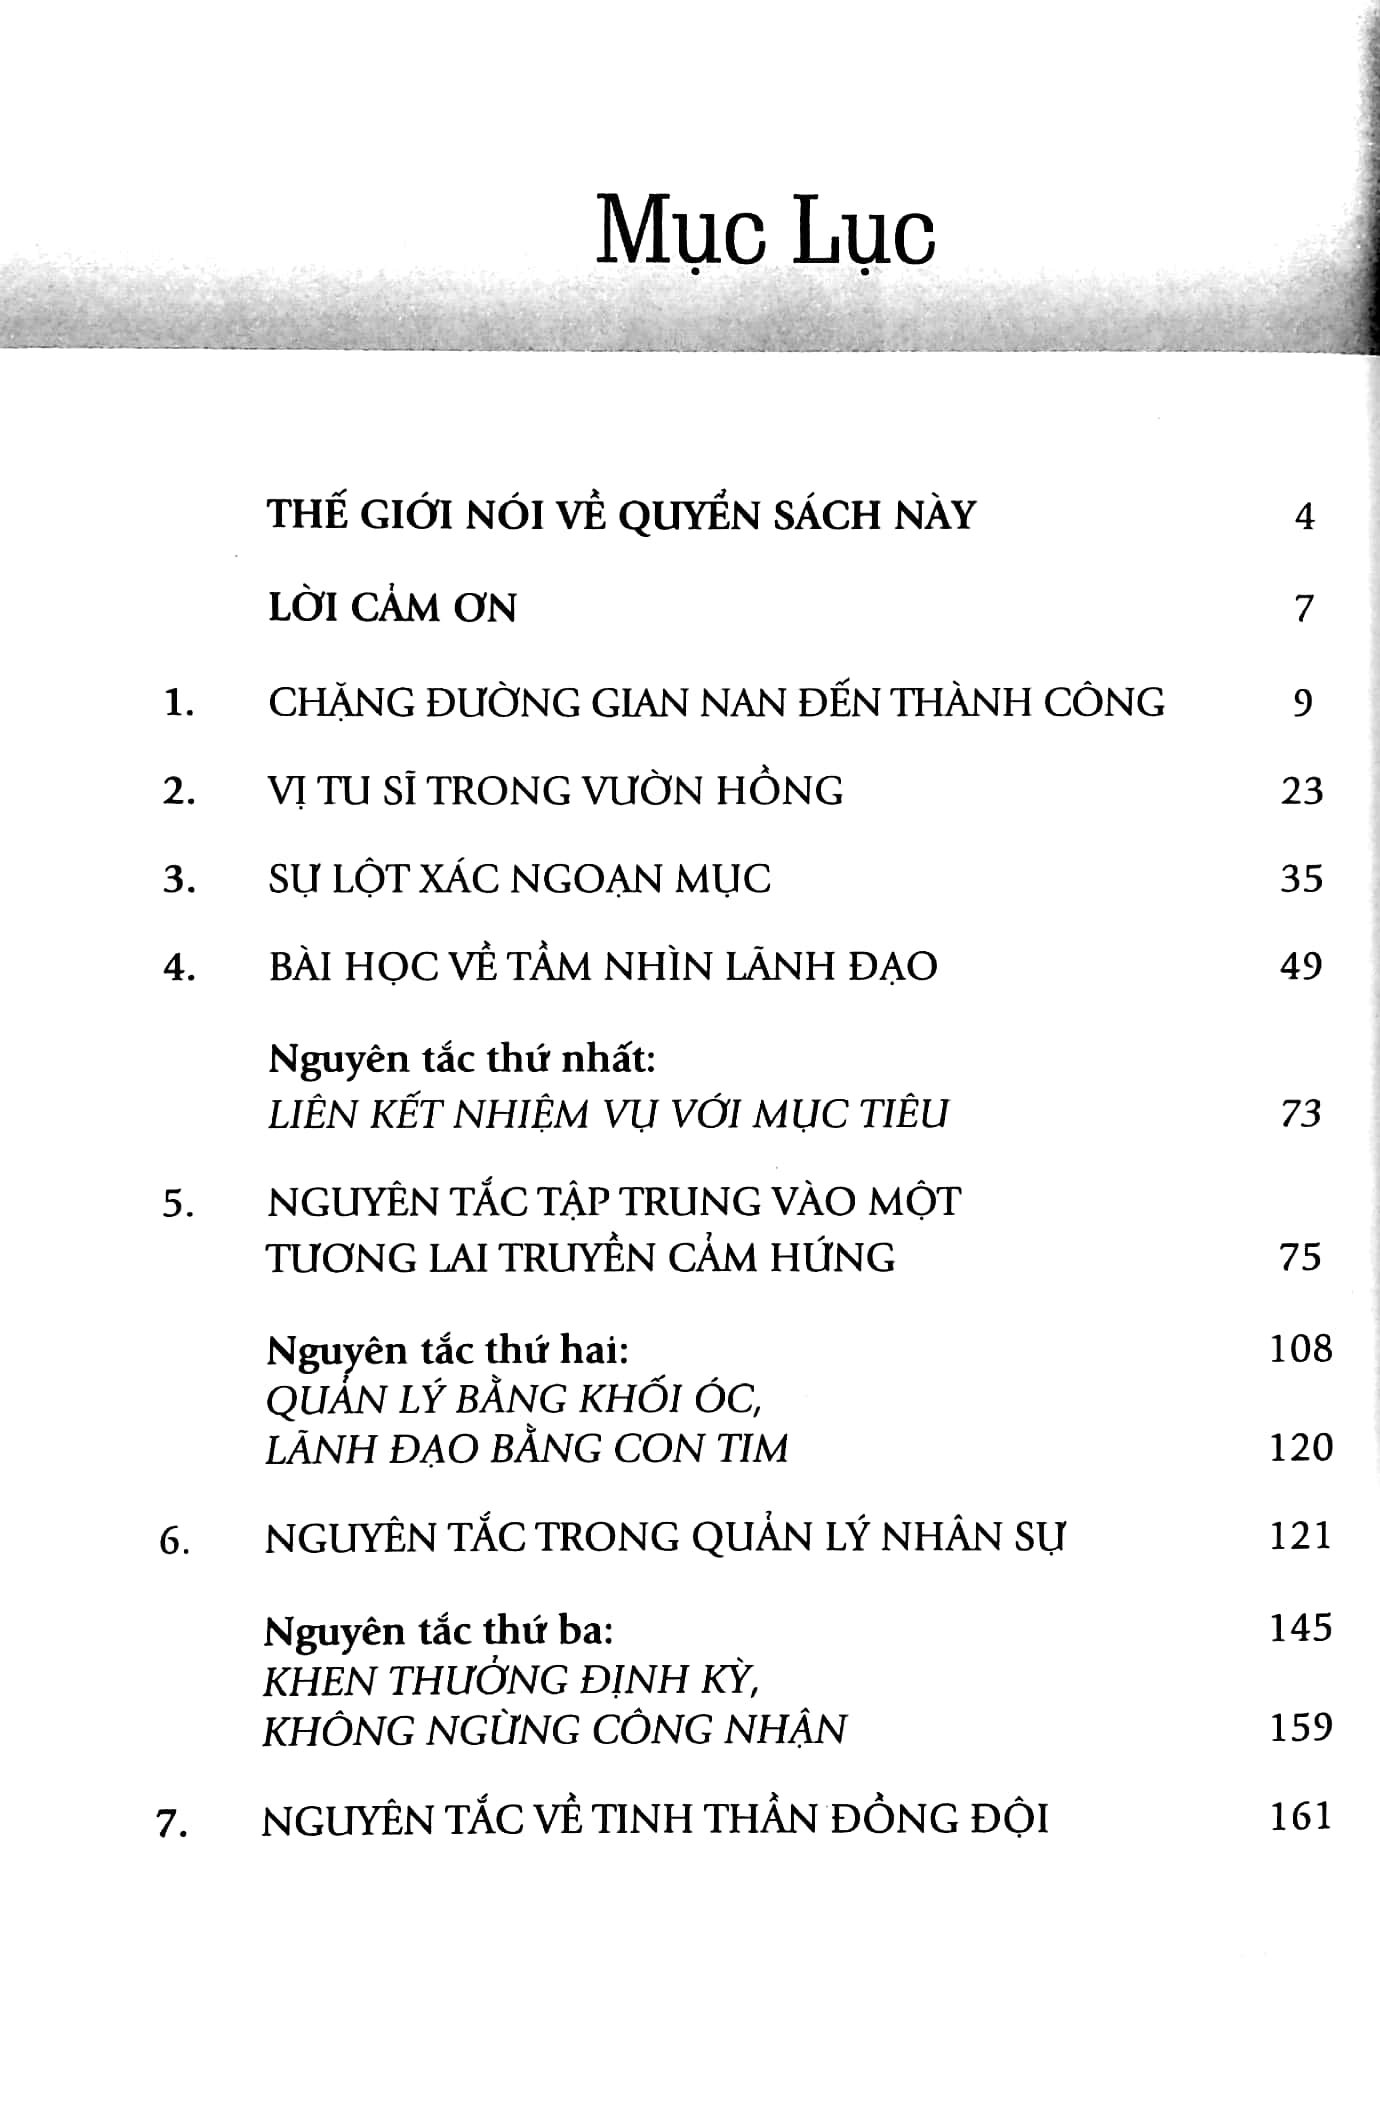 Mục Lục
THẾ GIỚI NÓI VỀ QUYỂN SÁCH NÀY 4
LỜI CẢM ƠN 7
1. CHẶNG ĐƯỜNG GIAN NAN ĐẾN THÀNH CÔNG 9
2. VỊ TU SĨ TRONG VƯỜN HỒNG 23
3. SỰ LỘT XÁC NGOẠN MỤC 35
4. BÀI HỌC VỀ TẦM NHÌN LÃNH ĐẠO 49
Nguyên tắc thứ nhất:
LIÊN KẾT NHIỆM VỤ VỚI MỤC TIÊU 73
5. NGUYÊN TẮC TẬP TRUNG VÀO MỘT
TƯƠNG LAI TRUYỀN CẢM HỨNG 75
Nguyên tắc thứ hai: 108
QUẢN LÝ BẰNG KHỐI ÓC,
LÃNH ĐẠO BẰNG CON TIM 120
6. NGUYÊN TẮC TRONG QUẢN LÝ NHÂN SỰ 121
Nguyên tắc thứ ba: 145
KHEN THƯỞNG ĐỊNH KỲ,
KHÔNG NGỪNG CÔNG NHẬN 159
7. NGUYÊN TẮC VỀ TINH THẦN ĐỒNG ĐỘI 161